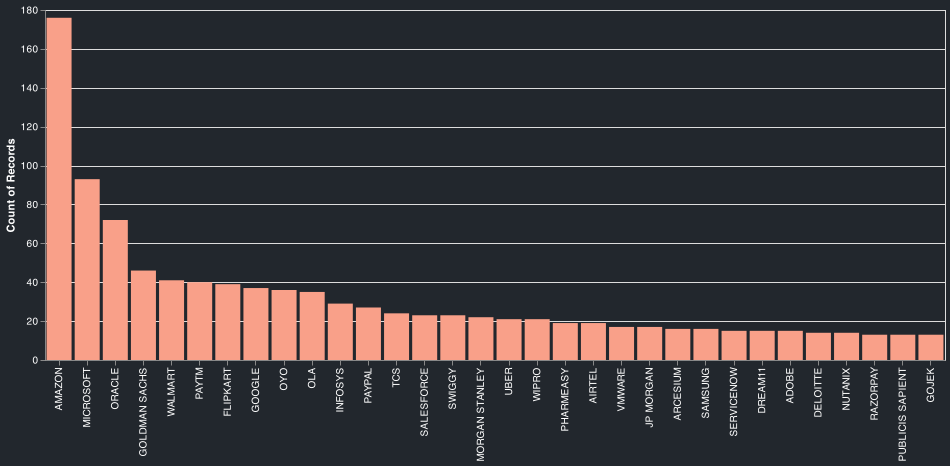 180
160
140
120
100
80
60
40
20
0
Count of Records
AMAZON
MICROSOFT
ORACLE
GOLDMAN SACHS
WALMART
PAYTM
FLIPKART
GOOGLE
OYO
OLA
INFOSYS
PAYPAL
TCS
SALESFORCE
SWIGGY
MORGAN STANLEY
UBER
WIPRO
PHARMEASY
AIRTEL
VMWARE
JP MORGAN
ARCESIUM
SAMSUNG
SERVICENOW
DREAM11
ADOBE
DELOITTE
NUTANIX
RAZORPAY
PUBLICIS SAPIENT
GOJEK